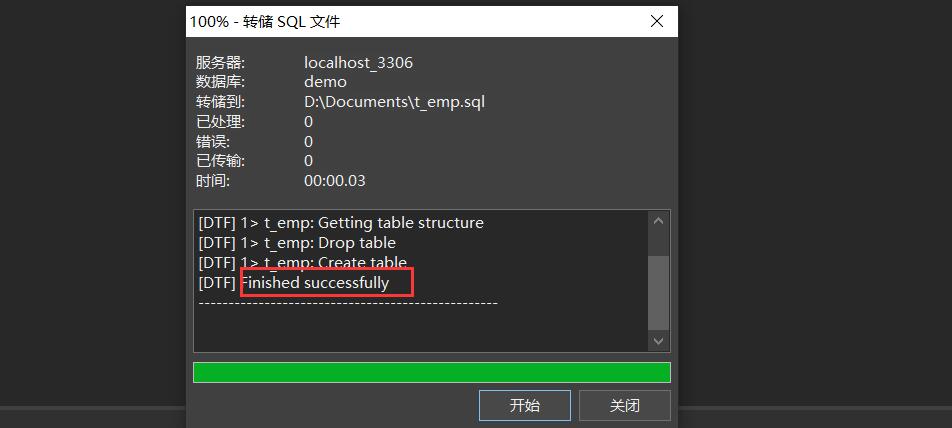 100% - 转储 SQL 文件
服务器: localhost_3306
数据库: demo
转储到: D:\Documents\t_emp.sql
已处理: 0
错误: 0
已传输: 0
时间: 00:00.03
[DTF] 1> t_emp: Getting table structure
[DTF] 1> t_emp: Drop table
[DTF] 1> t_emp: Create table
[DTF] Finished successfully
--------------------------------------------------
开始 关闭